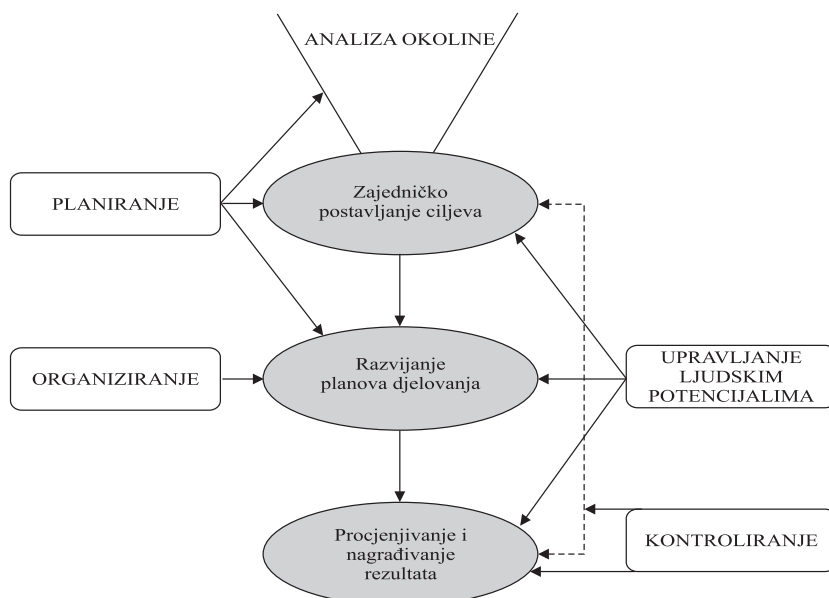 ANALIZA OKOLINE
PLANIRANJE
Zajedničko
postavljanje ciljeva
ORGANIZIRANJE
Razvijanje
planova djelovanja
UPRAVLJANJE
LJUDSKIM
POTENCIJALIMA
Procjenjivanje i
nagrađivanje
rezultata
KONTROLIRANJE